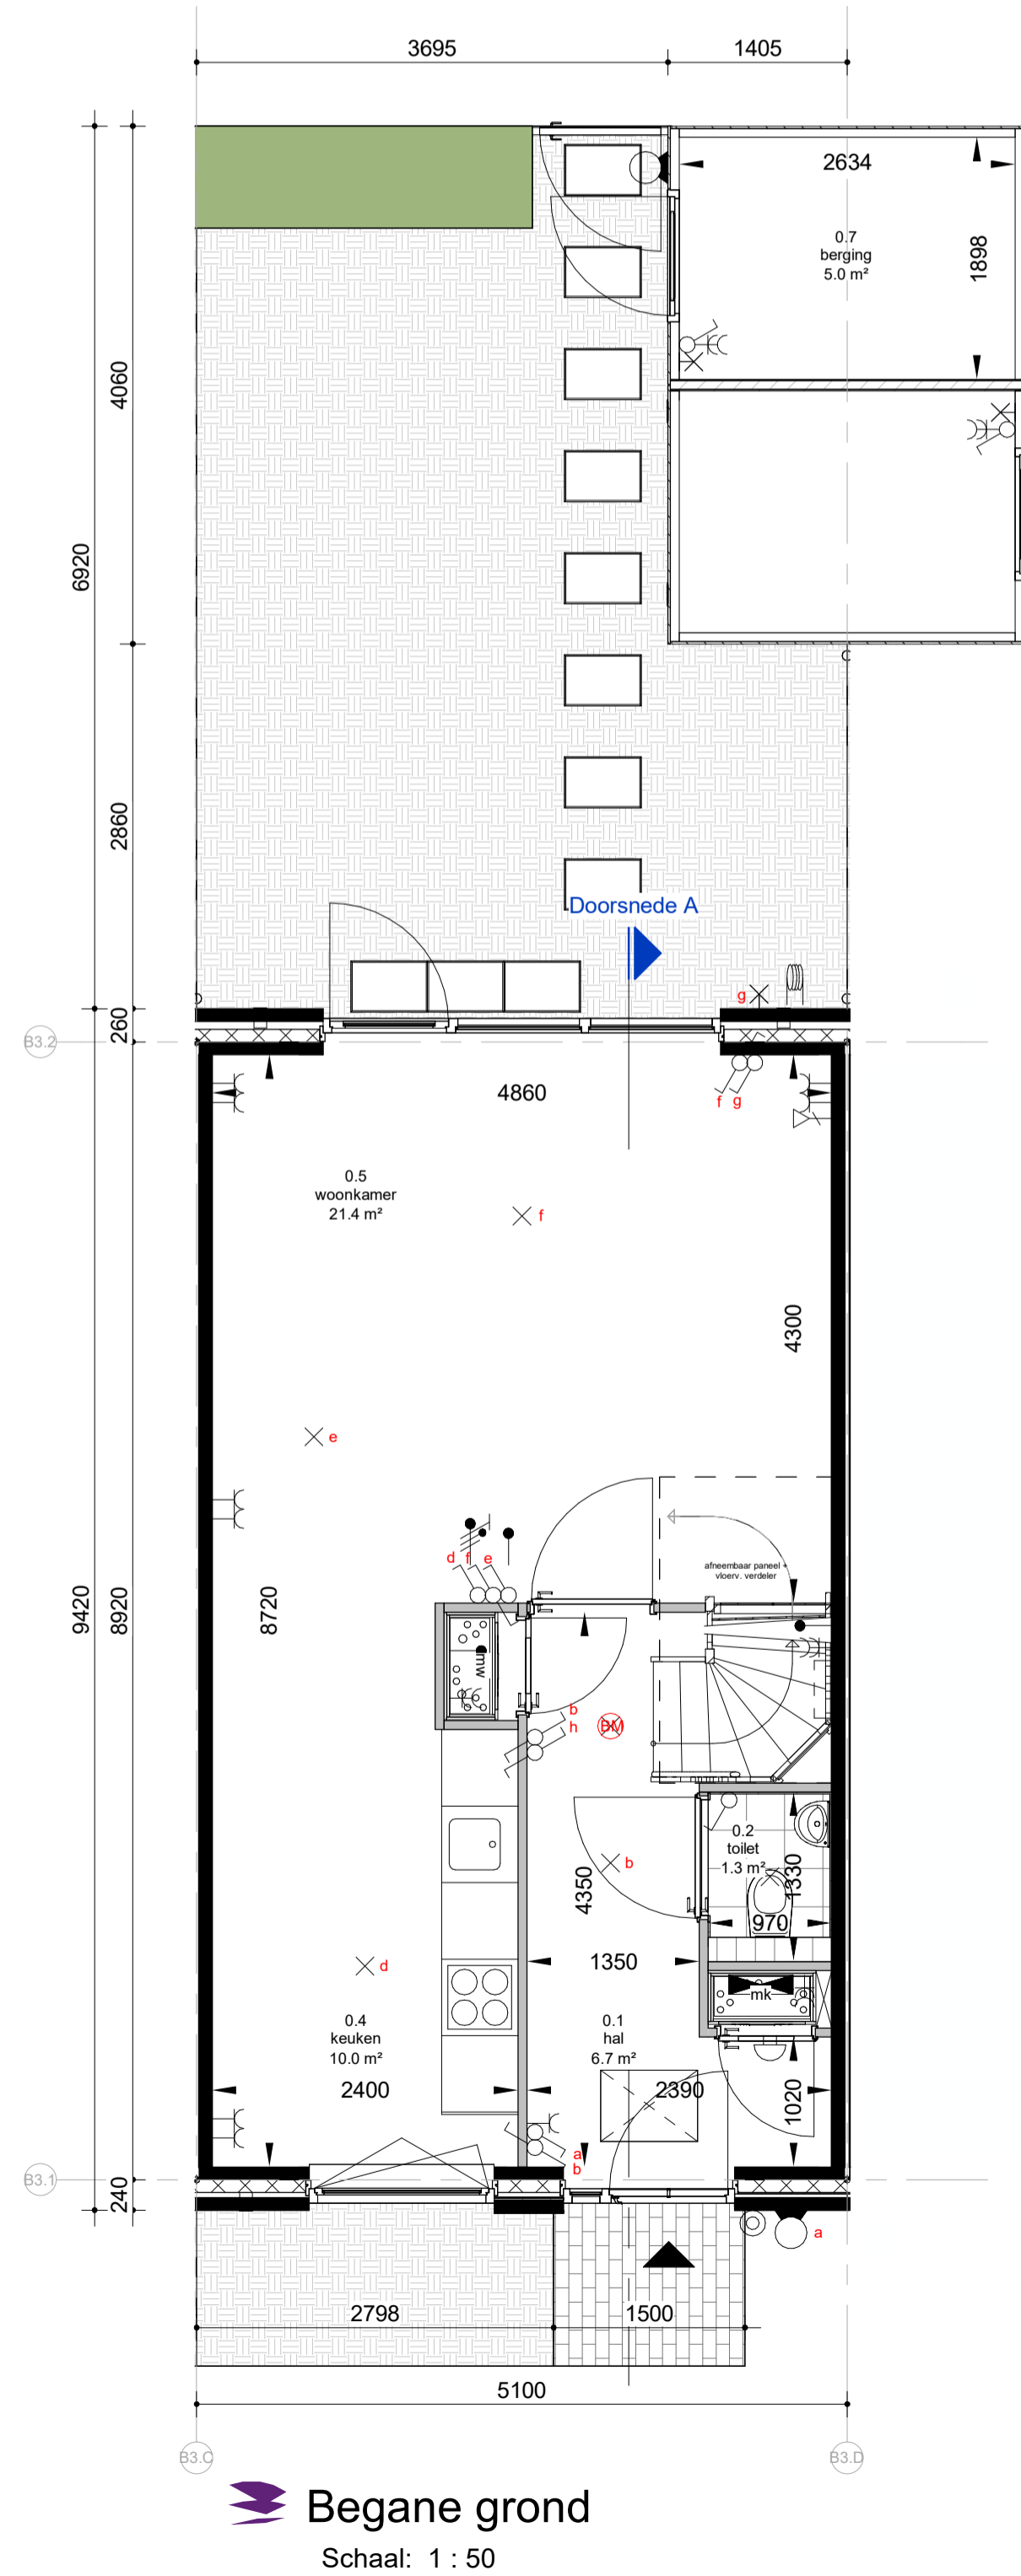 3695
1405
2634
0.7
berging
5.0 m²
1898
4060
6920
2860
Doorsnede A
g
260
B3.2
4860
f g
0.5
woonkamer
21.4 m²
f
4300
e
afneembaar paneel +
vloerv. verdeler
d f e
9420
8920
8720
mw
b
h
BM
0.2
toilet
1.3 m²
1330
b
4350
970
d
1350
mk
0.4
keuken
10.0 m²
0.1
hal
6.7 m²
2400
2390
1020
a
b
B3.1
240
a
2798
1500
5100
B3.C
B3.D
Begane grond
Schaal: 1 : 50